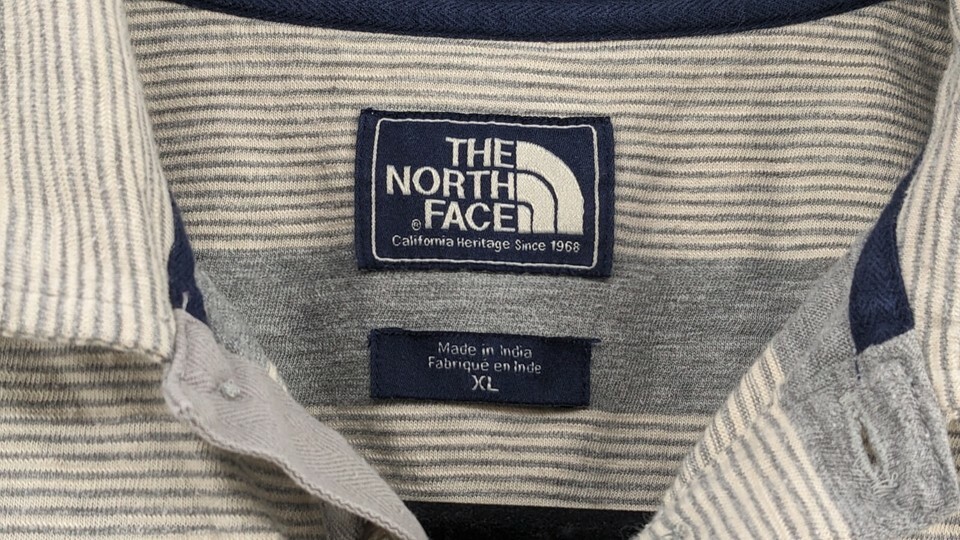 THE
NORTH
FACE
®
California Heritage Since 1968
Made in India
Fabriqué en Inde
XL